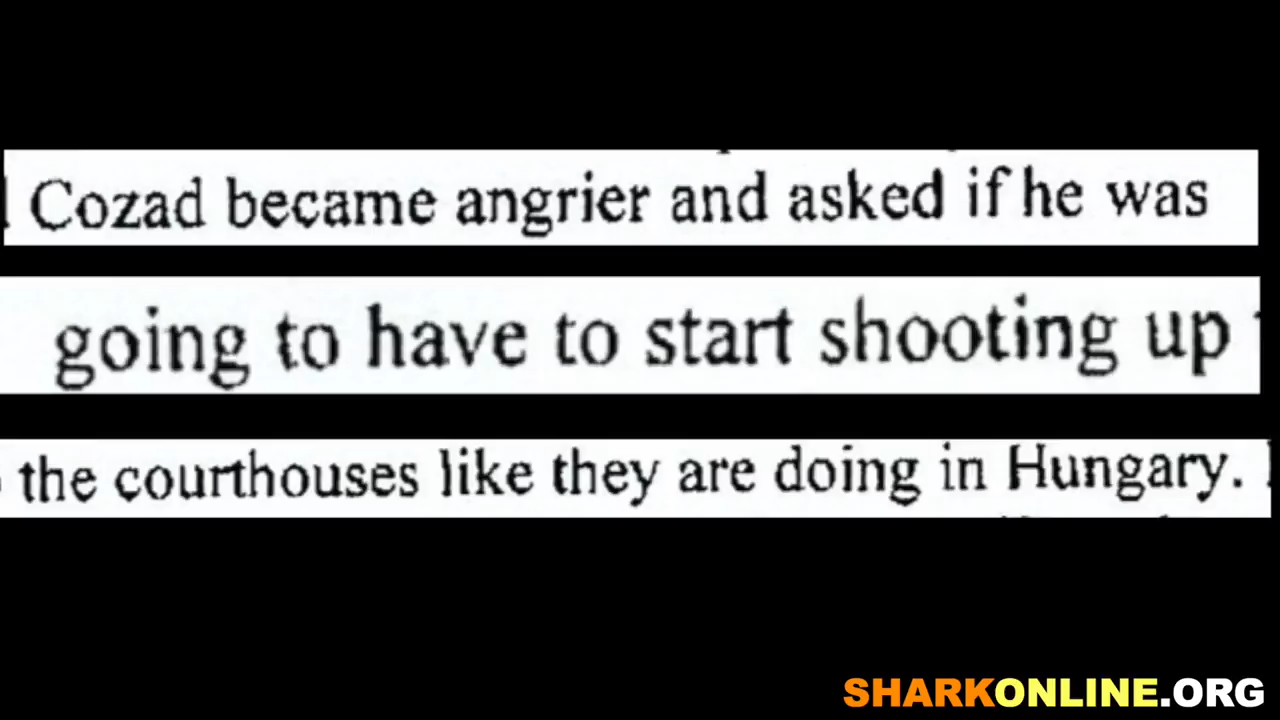 Cozad became angrier and asked if he was
going to have to start shooting up
the courthouses like they are doing in Hungary.
SHARKONLINE.ORG